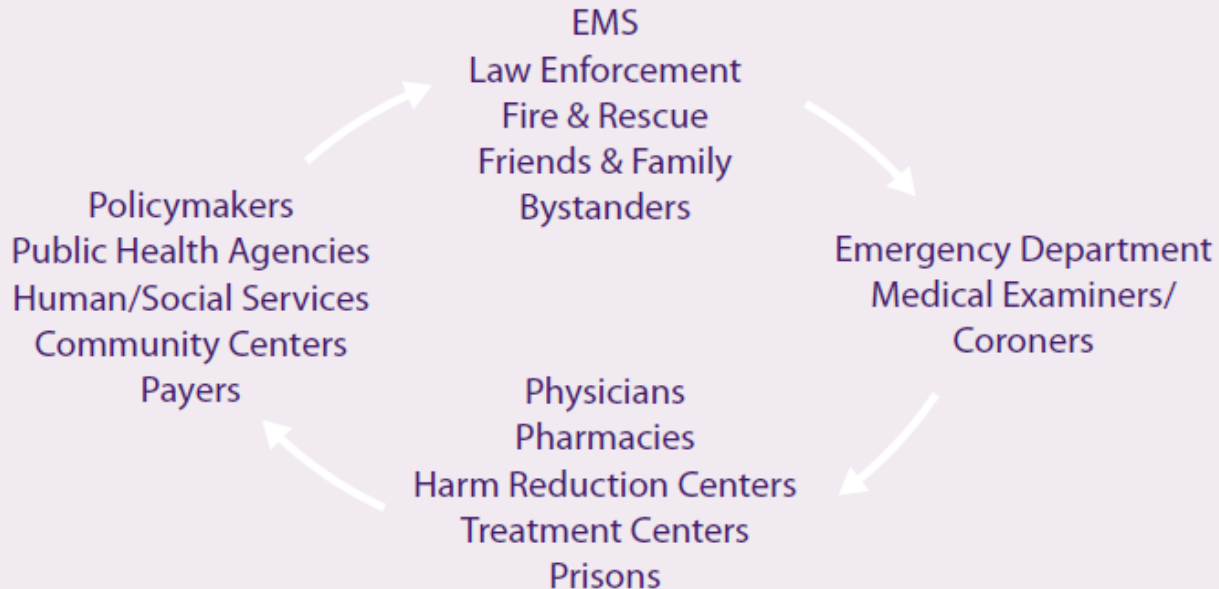 EMS
Law Enforcement
Fire & Rescue
Friends & Family
Bystanders
Emergency Department
Medical Examiners/
Coroners
Physicians
Pharmacies
Harm Reduction Centers
Treatment Centers
Prisons
Policymakers
Public Health Agencies
Human/Social Services
Community Centers
Payers